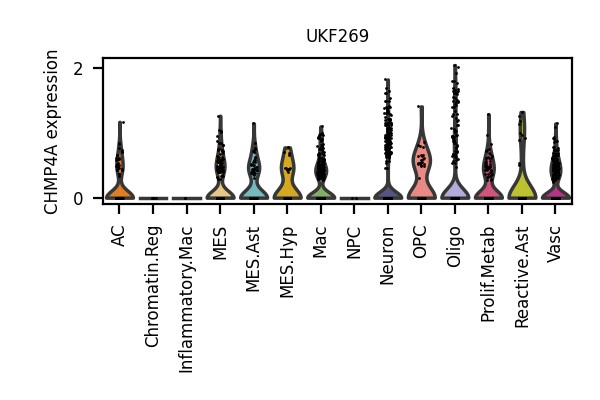 UKF269
CHMP4A expression
2
0
AC
Chromatin.Reg
Inflammatory.Mac
MES
MES.Ast
MES.Hyp
Mac
NPC
Neuron
OPC
Oligo
Prolif.Metab
Reactive.Ast
Vasc